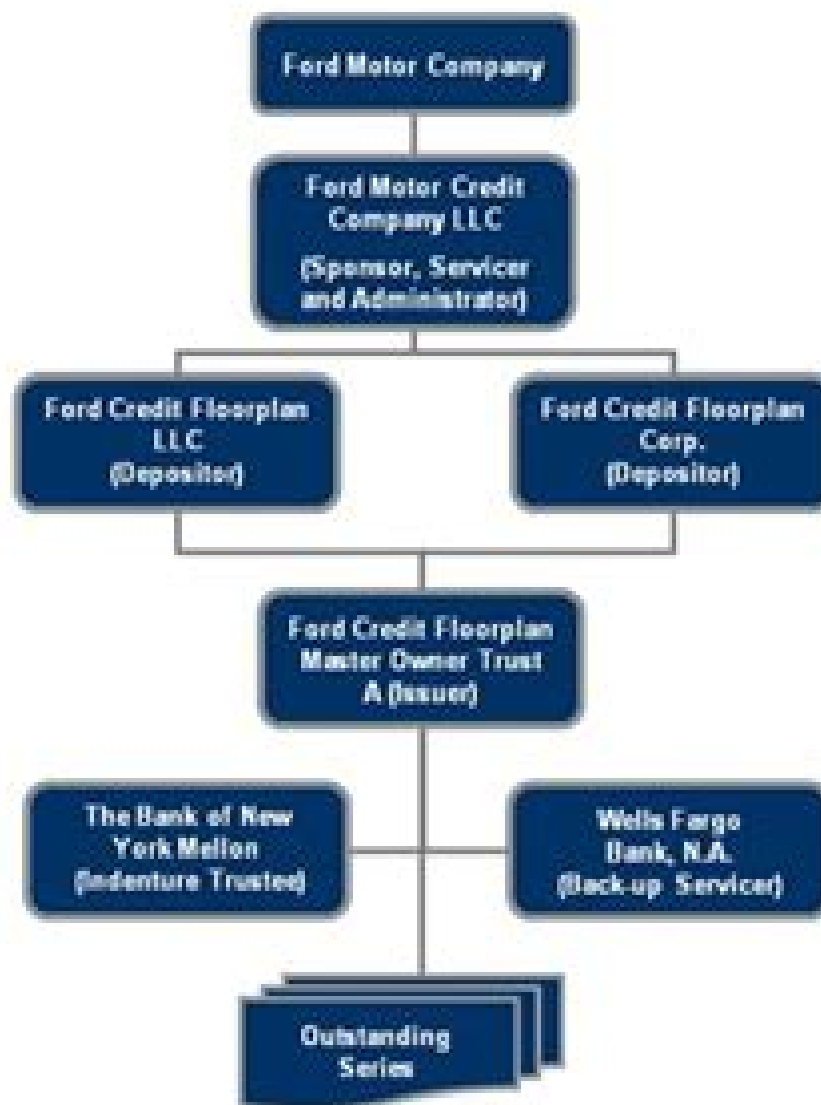 Ford Motor Company
Ford Motor Credit
Company LLC
(Sponsor, Servicer
and Administrator)
Ford Credit Floorplan
LLC
(Depositor)
Ford Credit Floorplan
Corp.
(Depositor)
Ford Credit Floorplan
Master Owner Trust
A (Issuer)
The Bank of New
York Mellon
(Indenture Trustee)
Wells Fargo
Bank, N.A.
(Back-up Servicer)
Outstanding
Series